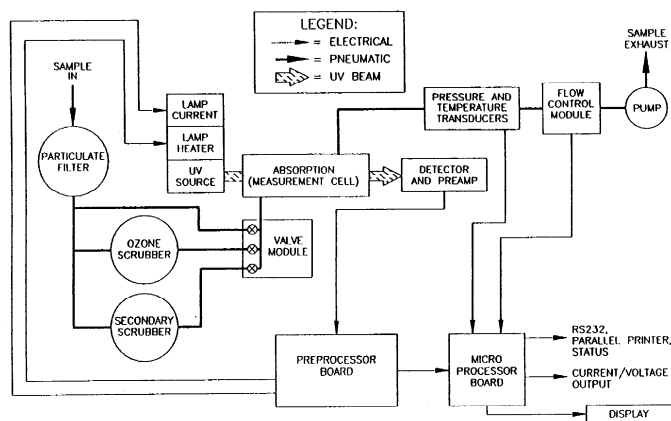 LEGEND:
= ELECTRICAL
= PNEUMATIC
= UV BEAM
SAMPLE
IN
SAMPLE
EXHAUST
LAMP
CURRENT
LAMP
HEATER
UV
SOURCE
PARTICULATE
FILTER
PRESSURE AND
TEMPERATURE
TRANSDUCERS
FLOW
CONTROL
MODULE
PUMP
ABSORPTION
(MEASUREMENT CELL)
DETECTOR
AND PREAMP
OZONE
SCRUBBER
VALVE
MODULE
SECONDARY
SCRUBBER
PREPROCESSOR
BOARD
MICRO
PROCESSOR
BOARD
RS232,
PARALLEL PRINTER,
STATUS
CURRENT/VOLTAGE
OUTPUT
DISPLAY